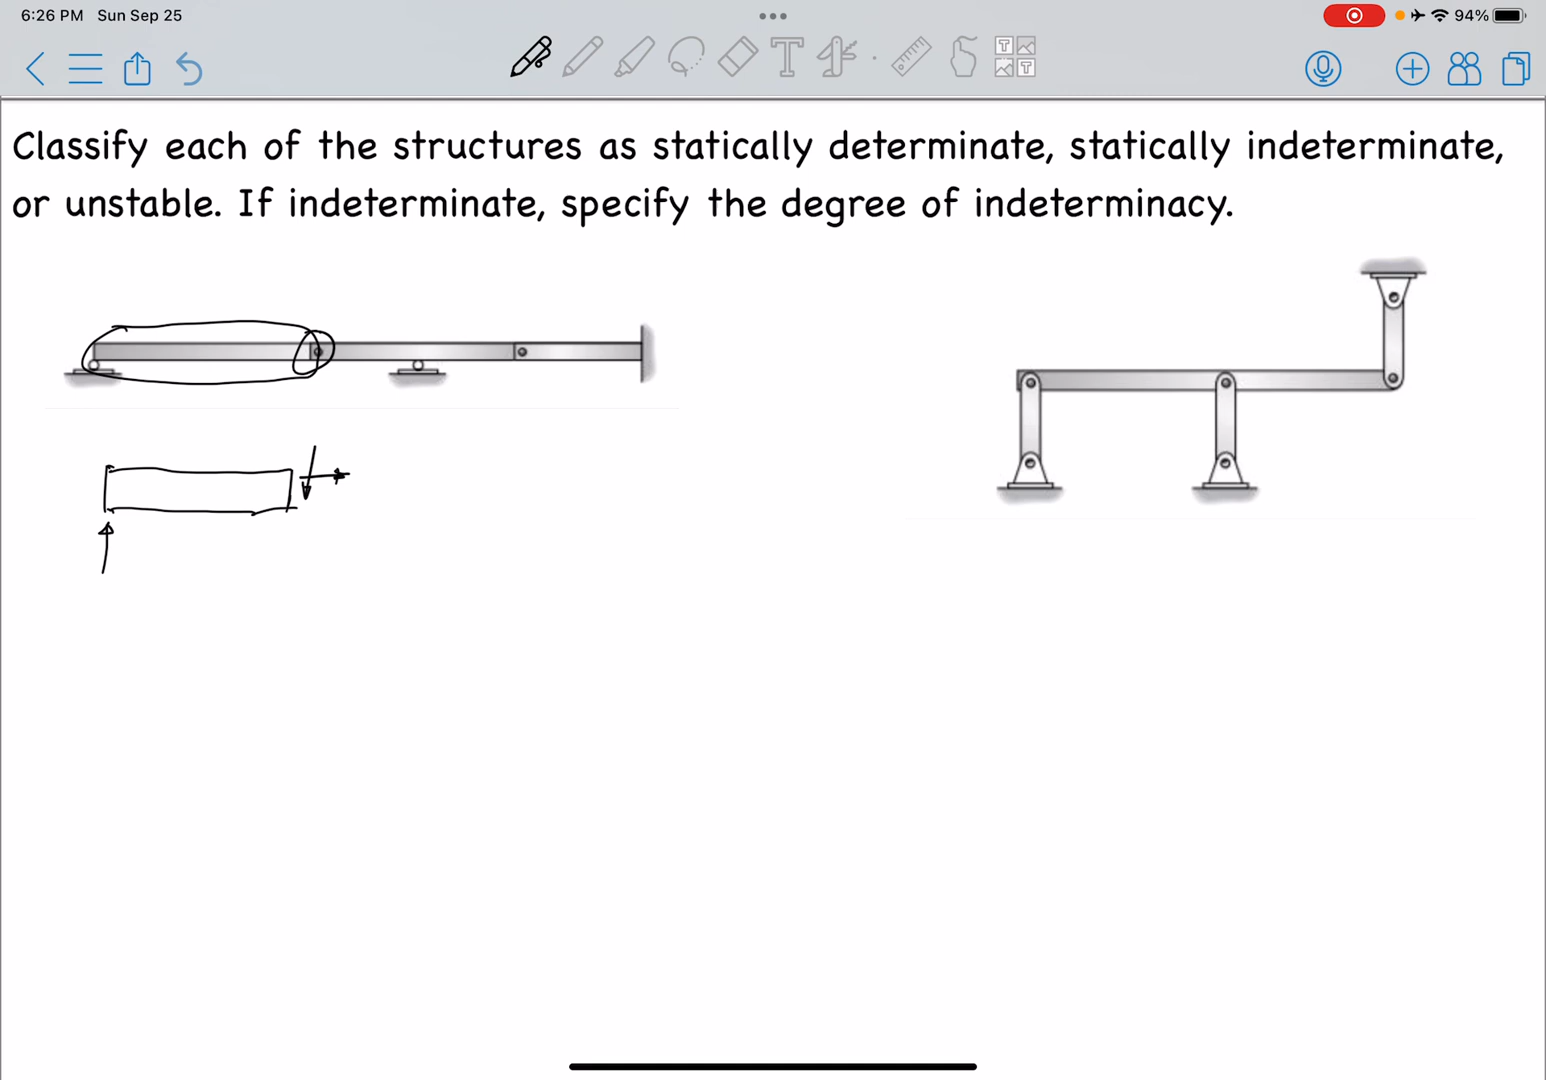 6:26 PM Sun Sep 25
94%
T
T
T
Classify each of the structures as statically determinate, statically indeterminate,
or unstable. If indeterminate, specify the degree of indeterminacy.